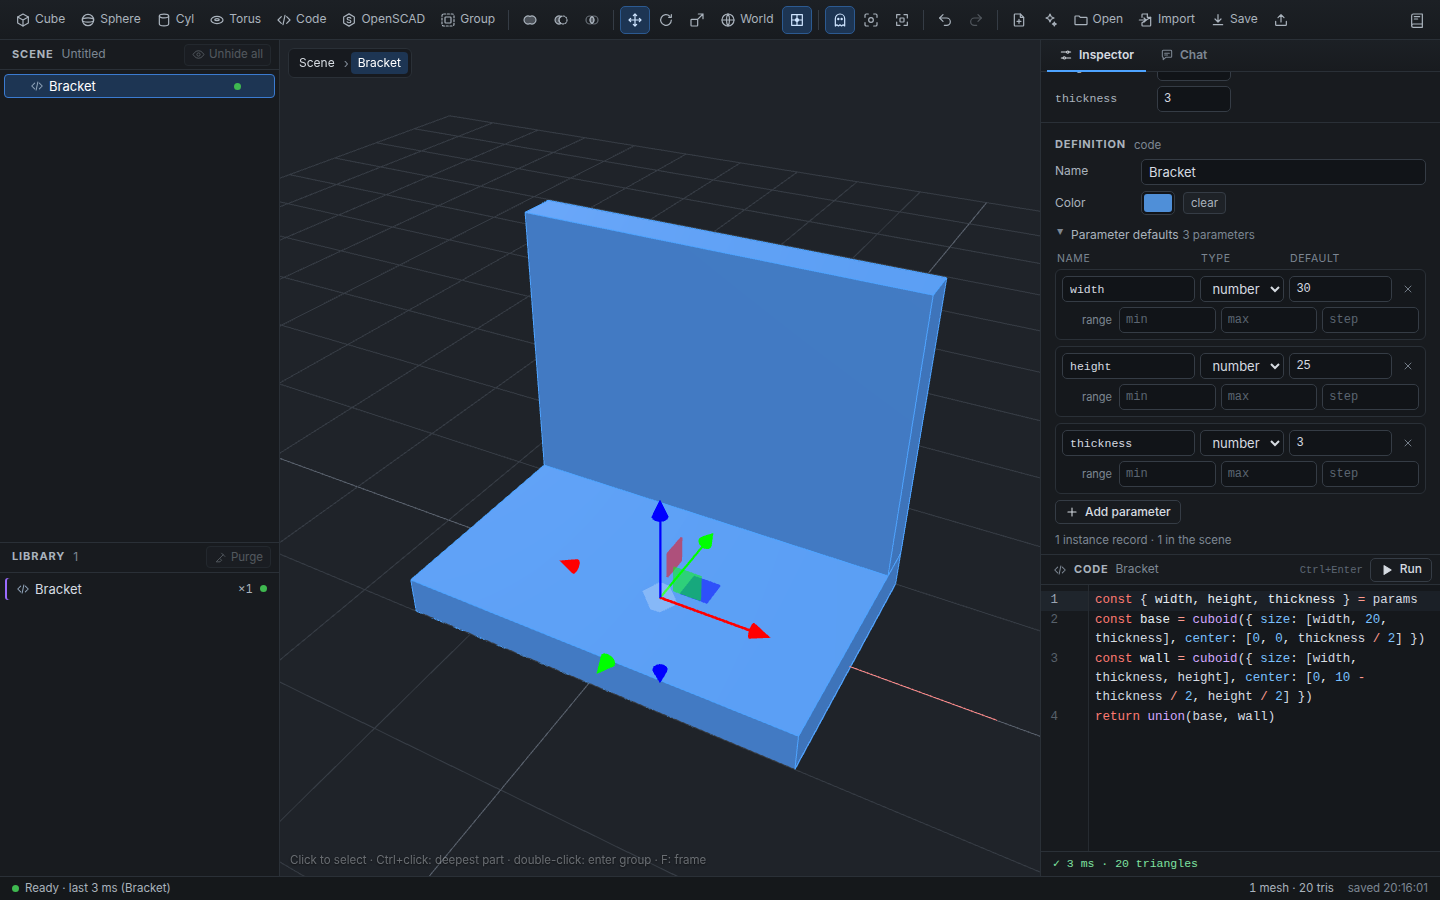 Cube Sphere Cyl Torus Code OpenSCAD Group World Open Import Save
SCENE Untitled Unhide all
Bracket
LIBRARY 1 Purge
Bracket ×1
Scene › Bracket
Click to select · Ctrl+click: deepest part · double-click: enter group · F: frame
Inspector Chat
thickness 3
DEFINITION code
Name Bracket
Color clear
Parameter defaults 3 parameters
NAME TYPE DEFAULT
width number 30
range min max step
height number 25
range min max step
thickness number 3
range min max step
Add parameter
1 instance record · 1 in the scene
CODE Bracket Ctrl+Enter Run
1 const { width, height, thickness } = params
2 const base = cuboid({ size: [width, 20,
thickness], center: [0, 0, thickness / 2] })
3 const wall = cuboid({ size: [width,
thickness, height], center: [0, 10 -
thickness / 2, height / 2] })
4 return union(base, wall)
✓ 3 ms · 20 triangles
Ready · last 3 ms (Bracket) 1 mesh · 20 tris saved 20:16:01